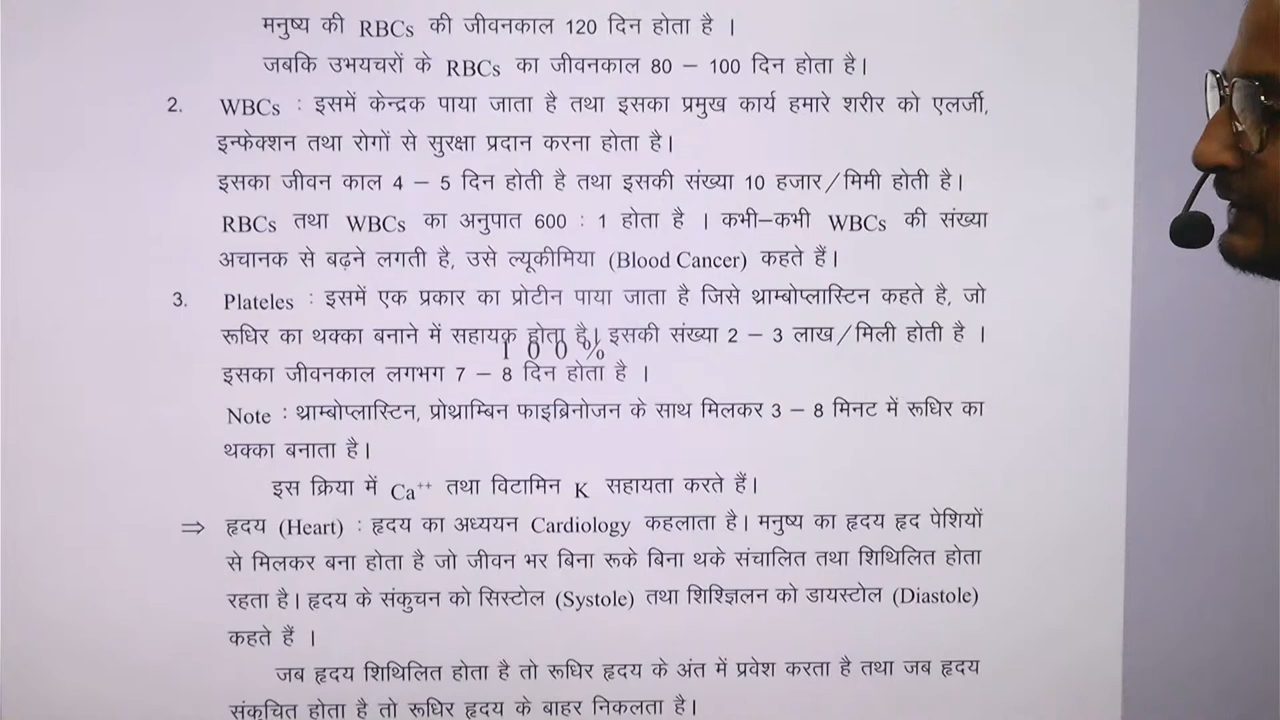 मनुष्य की RBCs की जीवनकाल 120 दिन होता है ।
जबकि उभयचरों के RBCs का जीवनकाल 80 – 100 दिन होता है।
2. WBCs : इसमें केन्द्रक पाया जाता है तथा इसका प्रमुख कार्य हमारे शरीर को एलर्जी,
इन्फेक्शन तथा रोगों से सुरक्षा प्रदान करना होता है।
इसका जीवन काल 4 – 5 दिन होती है तथा इसकी संख्या 10 हजार/मिमी होती है।
RBCs तथा WBCs का अनुपात 600 : 1 होता है । कभी–कभी WBCs की संख्या
अचानक से बढ़ने लगती है, उसे ल्यूकीमिया (Blood Cancer) कहते हैं।
3. Plateles : इसमें एक प्रकार का प्रोटीन पाया जाता है जिसे थ्राम्बोप्लास्टिन कहते है, जो
रूधिर का थक्का बनाने में सहायक होता है। इसकी संख्या 2 – 3 लाख/मिली होती है ।
100%
इसका जीवनकाल लगभग 7 – 8 दिन होता है ।
Note : थ्राम्बोप्लास्टिन, प्रोथ्राम्बिन फाइब्रिनोजन के साथ मिलकर 3 – 8 मिनट में रूधिर का
थक्का बनाता है।
इस क्रिया में Ca⁺⁺ तथा विटामिन K सहायता करते हैं।
⇒ हृदय (Heart) : हृदय का अध्ययन Cardiology कहलाता है। मनुष्य का हृदय हृद पेशियों
से मिलकर बना होता है जो जीवन भर बिना रूके बिना थके संचालित तथा शिथिलित होता
रहता है। हृदय के संकुचन को सिस्टोल (Systole) तथा शिश्ज्ञिलन को डायस्टोल (Diastole)
कहते हैं ।
जब हृदय शिथिलित होता है तो रूधिर हृदय के अंत में प्रवेश करता है तथा जब हृदय
संकुचित होता है तो रूधिर हृदय के बाहर निकलता है।